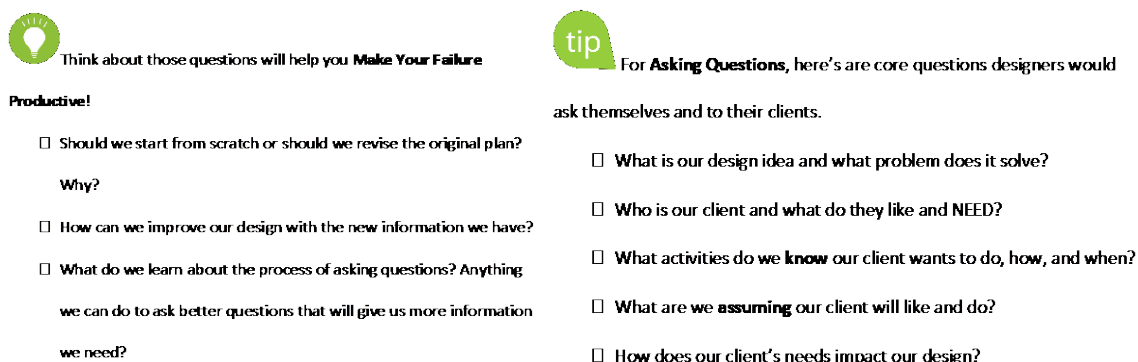 Think about those questions will help you Make Your Failure
Productive!
☐ Should we start from scratch or should we revise the original plan?
Why?
☐ How can we improve our design with the new information we have?
☐ What do we learn about the process of asking questions? Anything
we can do to ask better questions that will give us more information
we need?
tip
For Asking Questions, here's are core questions designers would
ask themselves and to their clients.
☐ What is our design idea and what problem does it solve?
☐ Who is our client and what do they like and NEED?
☐ What activities do we know our client wants to do, how, and when?
☐ What are we assuming our client will like and do?
☐ How does our client's needs impact our design?